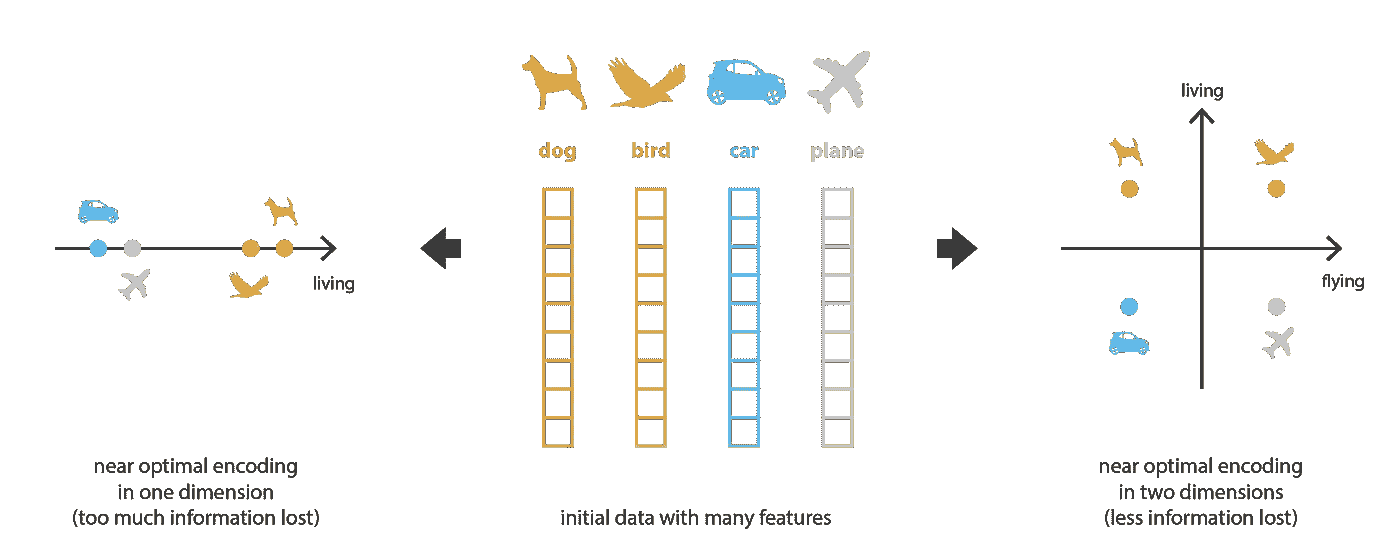 dog bird car plane
living
living
flying
near optimal encoding
in one dimension
(too much information lost)
initial data with many features
near optimal encoding
in two dimensions
(less information lost)